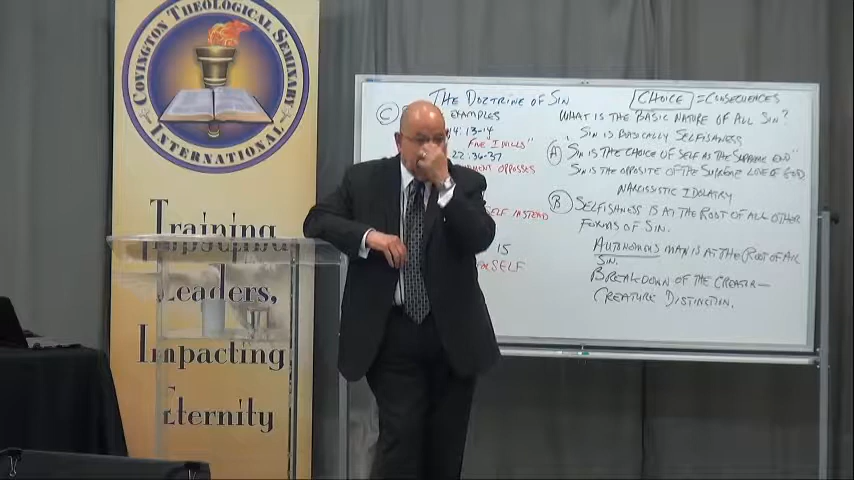 COVINGTON THEOLOGICAL SEMINARY
INTERNATIONAL
Training
Leaders,
Impacting
Eternity
THE DOCTRINE OF SIN
C
EXAMPLES
4:13-14
FIVE I WILLS"
22:36-37
OPPOSES
SELF INSTEAD
15
SELF
CHOICE = CONSEQUENCES
WHAT IS THE BASIC NATURE OF ALL SIN?
SIN IS BASICALLY SELFISHNESS
A SIN IS THE CHOICE OF SELF AS THE SUPREME END"
SIN IS THE OPPOSITE OF THE SUPREME LOVE OF GOD
NARCISSISTIC IDOLATRY
B SELFISHNESS IS AT THE ROOT OF ALL OTHER
FORMS OF SIN.
AUTONOMOUS MAN IS AT THE ROOT OF ALL
SIN.
BREAKDOWN OF THE CREATOR-
CREATURE DISTINCTION.